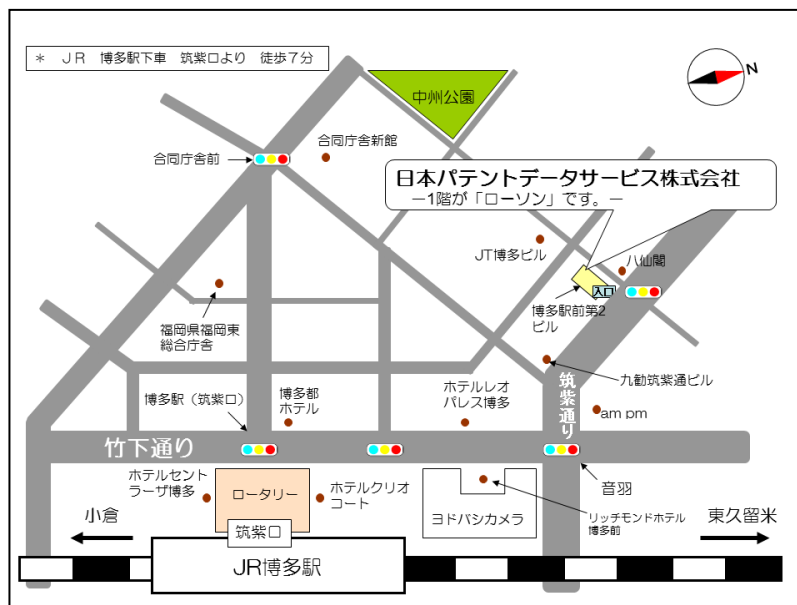 ＊　ＪＲ　博多駅下車　筑紫口より　徒歩７分
N
中州公園
合同庁舎前
合同庁舎新館
日本パテントデータサービス株式会社
－1階が「ローソン」です。－
JT博多ビル
八仙閣
入口
博多駅前第2
ビル
福岡県福岡東
総合庁舎
九勧筑紫通ビル
博多駅（筑紫口）
博多都
ホテル
ホテルレオ
パレス博多
筑紫通り
am pm
竹下通り
音羽
ホテルセント
ラーザ博多
ロータリー
ホテルクリオ
コート
ヨドバシカメラ
リッチモンドホテル
博多前
小倉
筑紫口
東久留米
JR博多駅